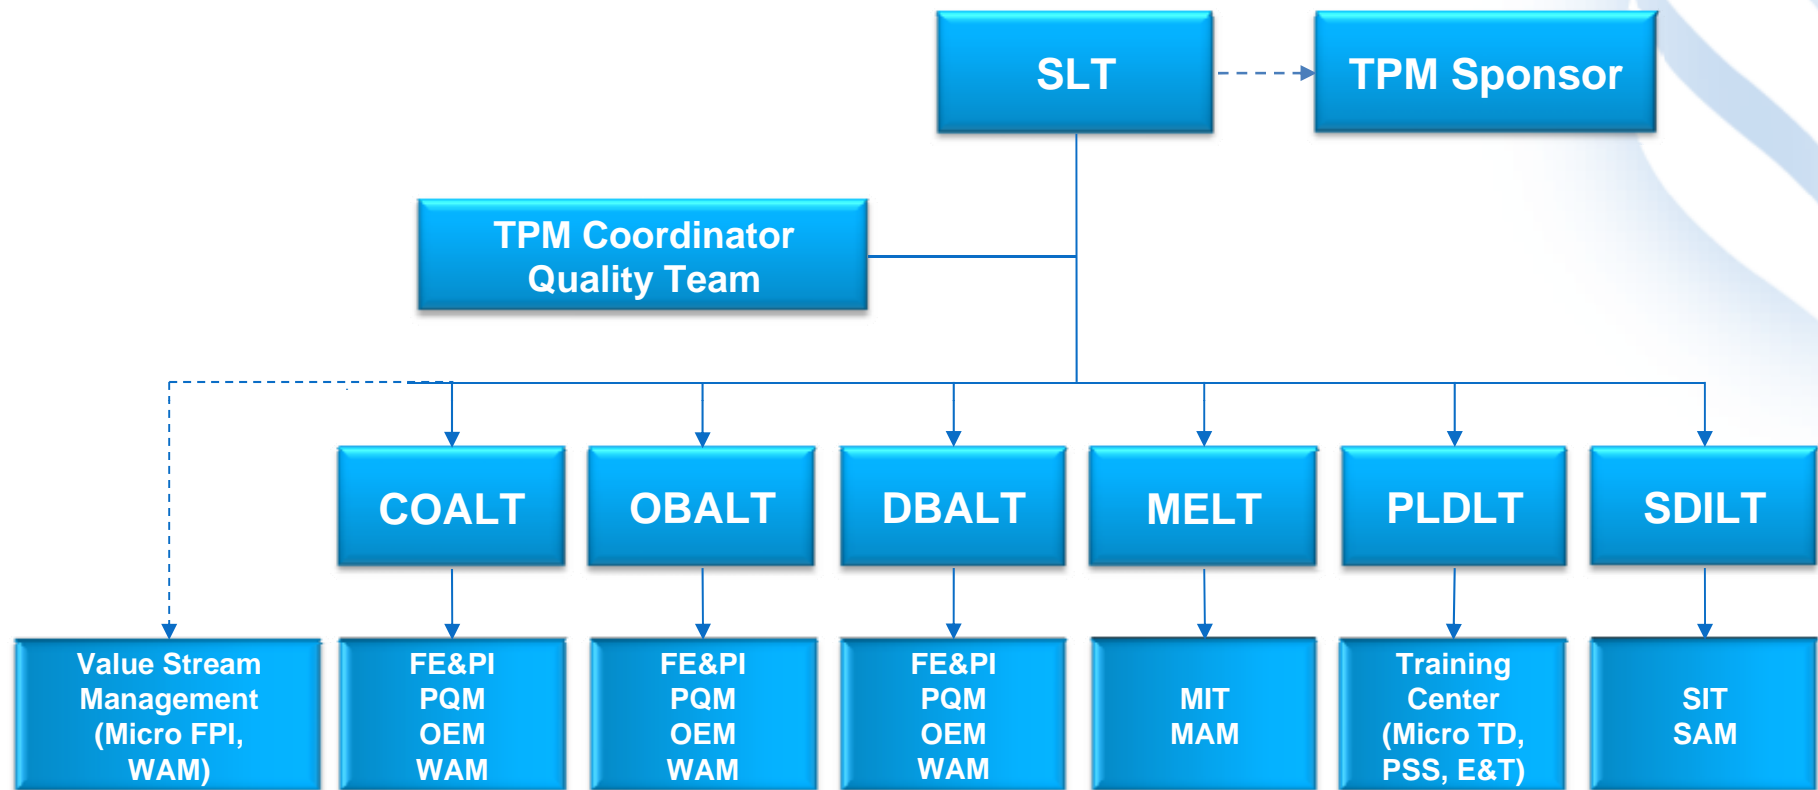 SLT
TPM Sponsor
TPM Coordinator
Quality Team
COALT
OBALT
DBALT
MELT
PLDLT
SDILT
Value Stream
Management
(Micro FPI,
WAM)
FE&PI
PQM
OEM
WAM
FE&PI
PQM
OEM
WAM
FE&PI
PQM
OEM
WAM
MIT
MAM
Training
Center
(Micro TD,
PSS, E&T)
SIT
SAM